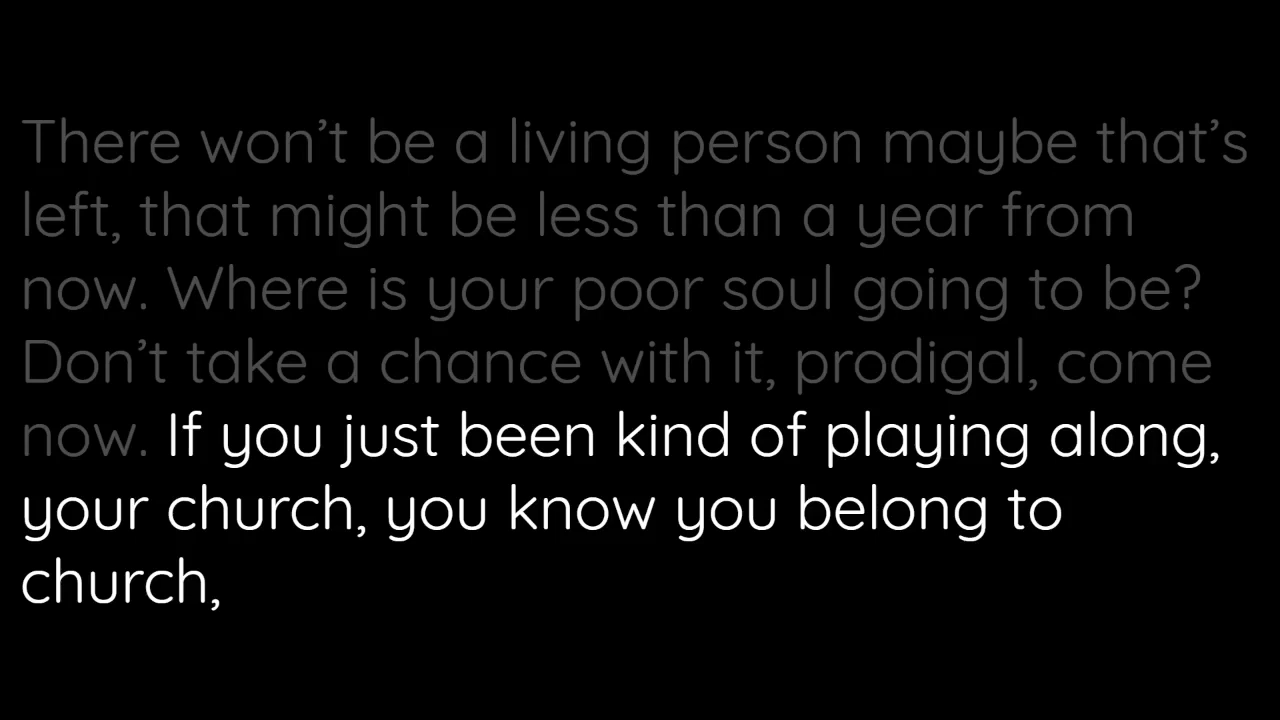 There won’t be a living person maybe that’s
left, that might be less than a year from
now. Where is your poor soul going to be?
Don’t take a chance with it, prodigal, come
now. If you just been kind of playing along,
your church, you know you belong to
church,